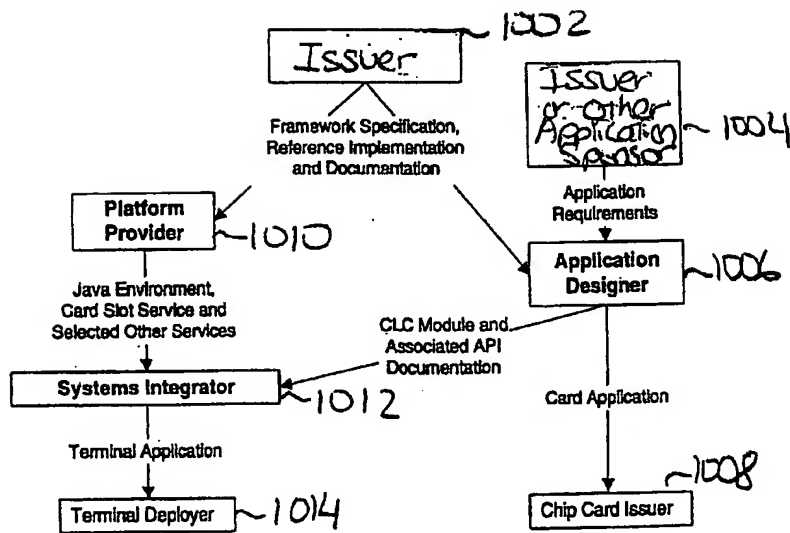 1002
Issuer
Issuer
or other
Application
Sponsor
1004
Framework Specification,
Reference Implementation
and Documentation
Application
Requirements
Platform
Provider
1010
Application
Designer
1006
Java Environment,
Card Slot Service and
Selected Other Services
CLC Module and
Associated API
Documentation
Systems Integrator
1012
Card Application
Terminal Application
1008
Terminal Deployer
1014
Chip Card Issuer